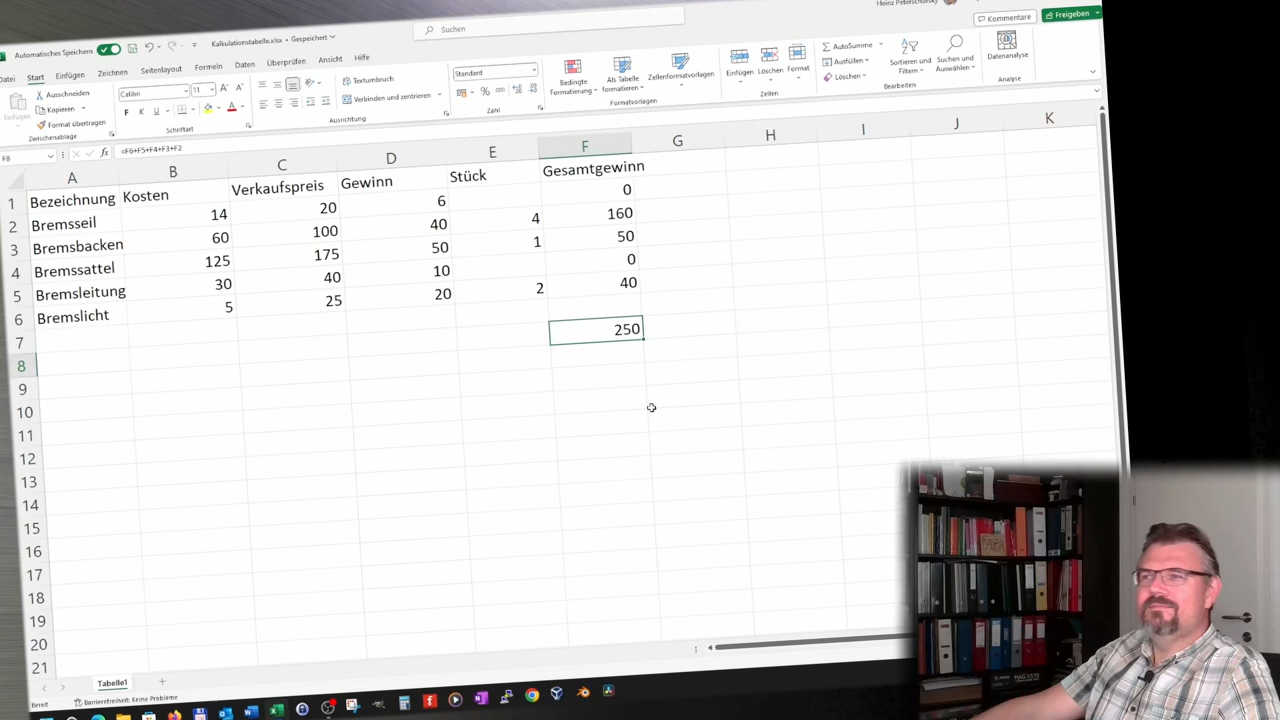 Heinz Peterschofsky
Automatisches Speichern
Kalkulationstabelle.xlsx • Gespeichert
Suchen
Kommentare
Freigeben
Datei Start Einfügen Zeichnen Seitenlayout Formeln Daten Überprüfen Ansicht Hilfe
Einfügen
Ausschneiden
Kopieren
Format übertragen
Zwischenablage
Calibri 11
F K U
Schriftart
Textumbruch
Verbinden und zentrieren
Ausrichtung
Standard
Zahl
Bedingte Formatierung
Als Tabelle formatieren
Zellenformatvorlagen
Formatvorlagen
Einfügen Löschen Format
Zellen
AutoSumme
Ausfüllen
Löschen
Sortieren und Filtern
Suchen und Auswählen
Bearbeiten
Datenanalyse
Analyse
F8 fx =F6+F5+F4+F3+F2
A B C D E F G H I J K
1 Bezeichnung Kosten Verkaufspreis Gewinn Stück Gesamtgewinn
2 Bremsseil 14 20 6 0
3 Bremsbacken 60 100 40 4 160
4 Bremssattel 125 175 50 1 50
5 Bremsleitung 30 40 10 0
6 Bremslicht 5 25 20 2 40
7
8 250
9
10
11
12
13
14
15
16
17
18
19
20
21
Tabelle1
Bereit Barrierefreiheit: Keine Probleme
PAPA